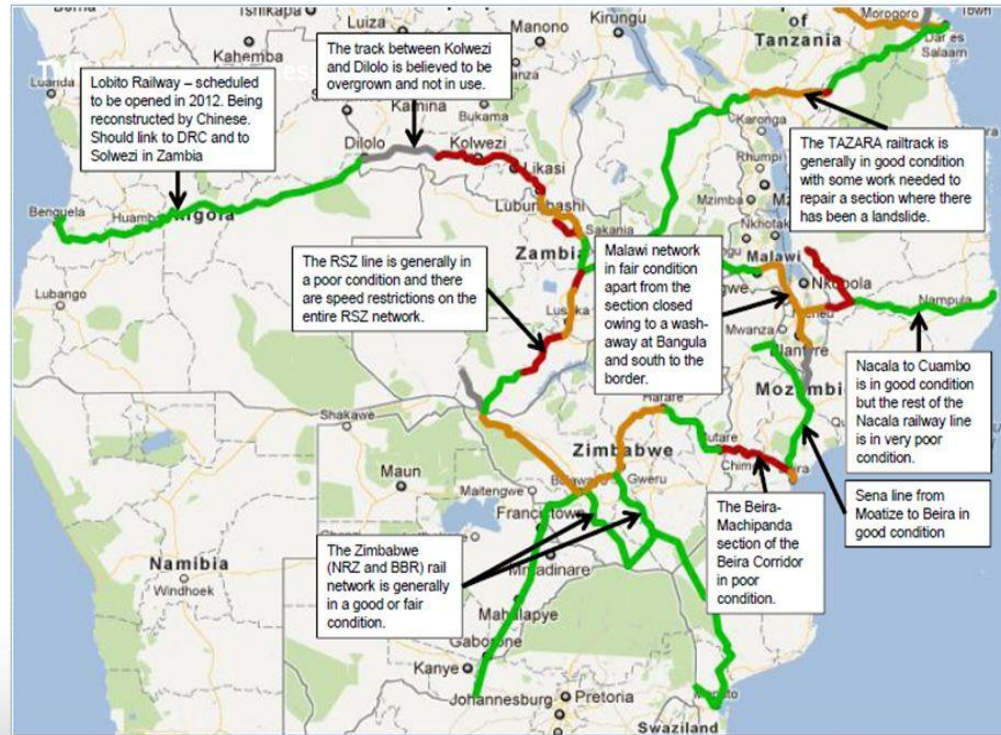 Tshikapa
Luiza
Manono
Kirungu
of
Tanzania
Morogoro
Town
Dar es
Salaam
Kahemba
Luanda
The track between Kolwezi
and Dilolo is believed to be
overgrown and not in use.
Lobito Railway – scheduled
to be opened in 2012. Being
reconstructed by Chinese.
Should link to DRC and to
Solwezi in Zambia
Kamina
Bukama
Dilolo
Kolwezi
Likasi
Lubumbashi
Sakania
Karonga
Rhumpi
Mzimba
Nkhotak
Malawi
The TAZARA railtrack is
generally in good condition
with some work needed to
repair a section where there
has been a landslide.
Benguela
Huambo
Angola
Lubango
Zambia
The RSZ line is generally in
a poor condition and there
are speed restrictions on the
entire RSZ network.
Lusaka
Malawi network
in fair condition
apart from the
section closed
owing to a wash-
away at Bangula
and south to the
border.
Nampula
Mwanza
Blantyre
Mozambi
Nacala to Cuambo
is in good condition
but the rest of the
Nacala railway line
is in very poor
condition.
Shakawe
Harare
Mutare
Zimbabwe
Gweru
Maun
Maitengwe
Francistown
Sena line from
Moatize to Beira in
good condition
The Beira-
Machipanda
section of the
Beira Corridor
in poor
condition.
Namibia
Windhoek
The Zimbabwe
(NRZ and BBR) rail
network is generally
in a good or fair
condition.
Mmadinare
Mahalapye
Gaborone
Kanye
Johannesburg
Pretoria
Maputo
Swaziland